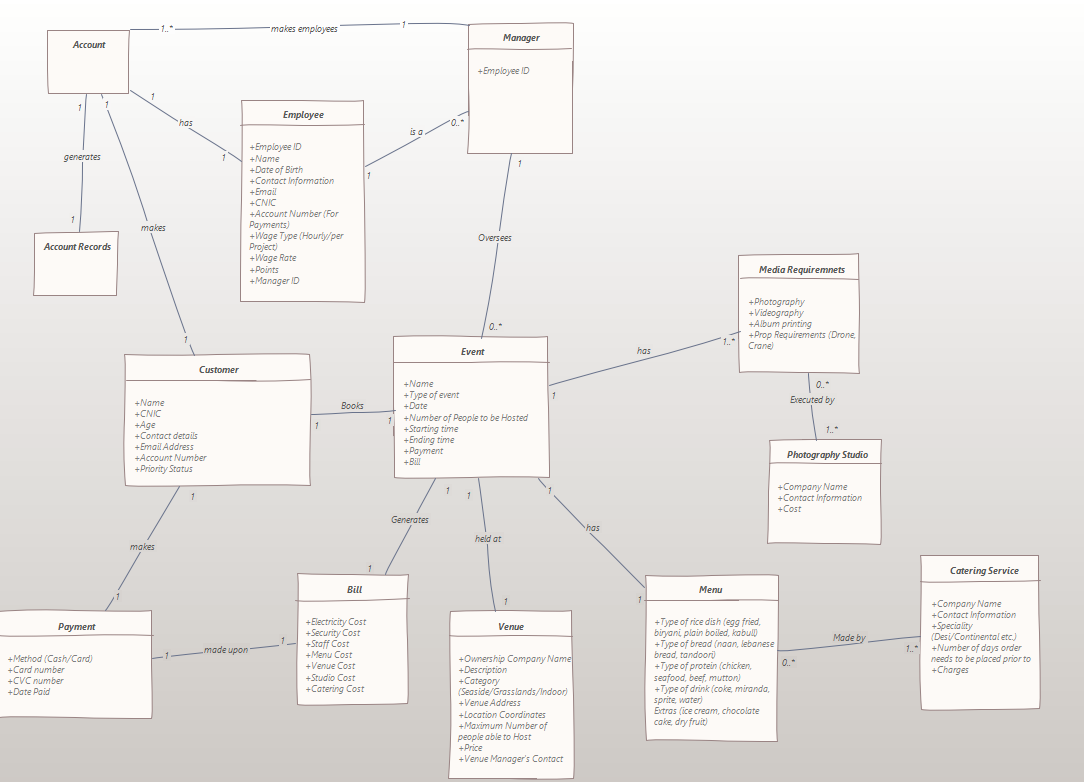 1..*
makes employees
1
Manager
+Employee ID
Account
1
1
1
has
1
generates
1
Employee
+Employee ID
+Name
+Date of Birth
+Contact Information
+Email
+CNIC
+Account Number (For
Payments)
+Wage Type (Hourly/per
Project)
+Wage Rate
+Points
+Manager ID
is a
0..*
1
1
Oversees
0..*
makes
1
Account Records
Media Requiremnets
+Photography
+Videography
+Album printing
+Prop Requirements (Drone,
Crane)
has
1..*
1
0..*
Executed by
1..*
Customer
+Name
+CNIC
+Age
+Contact details
+Email Address
+Account Number
+Priority Status
Books
1
1
Event
+Name
+Type of event
+Date
+Number of People to be Hosted
+Starting time
+Ending time
+Payment
+Bill
Photography Studio
+Company Name
+Contact Information
+Cost
1
makes
1
1
Generates
1
1
held at
1
1
has
1
Payment
+Method (Cash/Card)
+Card number
+CVC number
+Date Paid
1
made upon
1
Bill
+Electricity Cost
+Security Cost
+Staff Cost
+Menu Cost
+Venue Cost
+Studio Cost
+Catering Cost
Venue
+Ownership Company Name
+Description
+Category
(Seaside/Grasslands/Indoor)
+Venue Address
+Location Coordinates
+Maximum Number of
people able to Host
+Price
+Venue Manager's Contact
Menu
+Type of rice dish (egg fried,
biryani, plain boiled, kabuli)
+Type of bread (naan, lebanese
bread, tandoori)
+Type of protein (chicken,
seafood, beef, mutton)
+Type of drink (coke, miranda,
sprite, water)
Extras (ice cream, chocolate
cake, dry fruit)
0..*
Made by
1..*
Catering Service
+Company Name
+Contact Information
+Speciality
(Desi/Continental etc.)
+Number of days order
needs to be placed prior to
+Charges